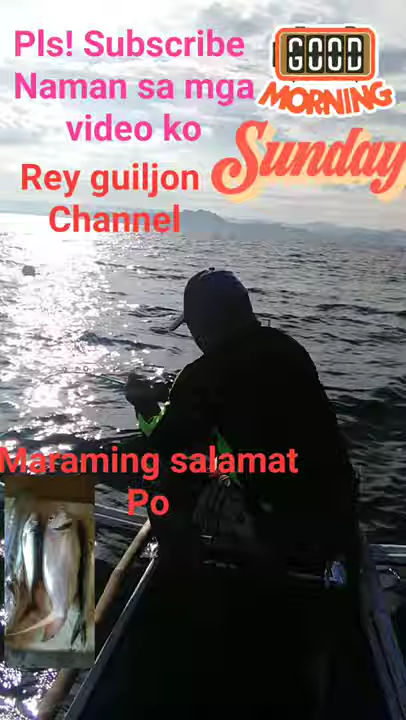 Pls! Subscribe
Naman sa mga
video ko
GOOD
MORNING
Sunday
Rey guiljon
Channel
Maraming salamat
Po